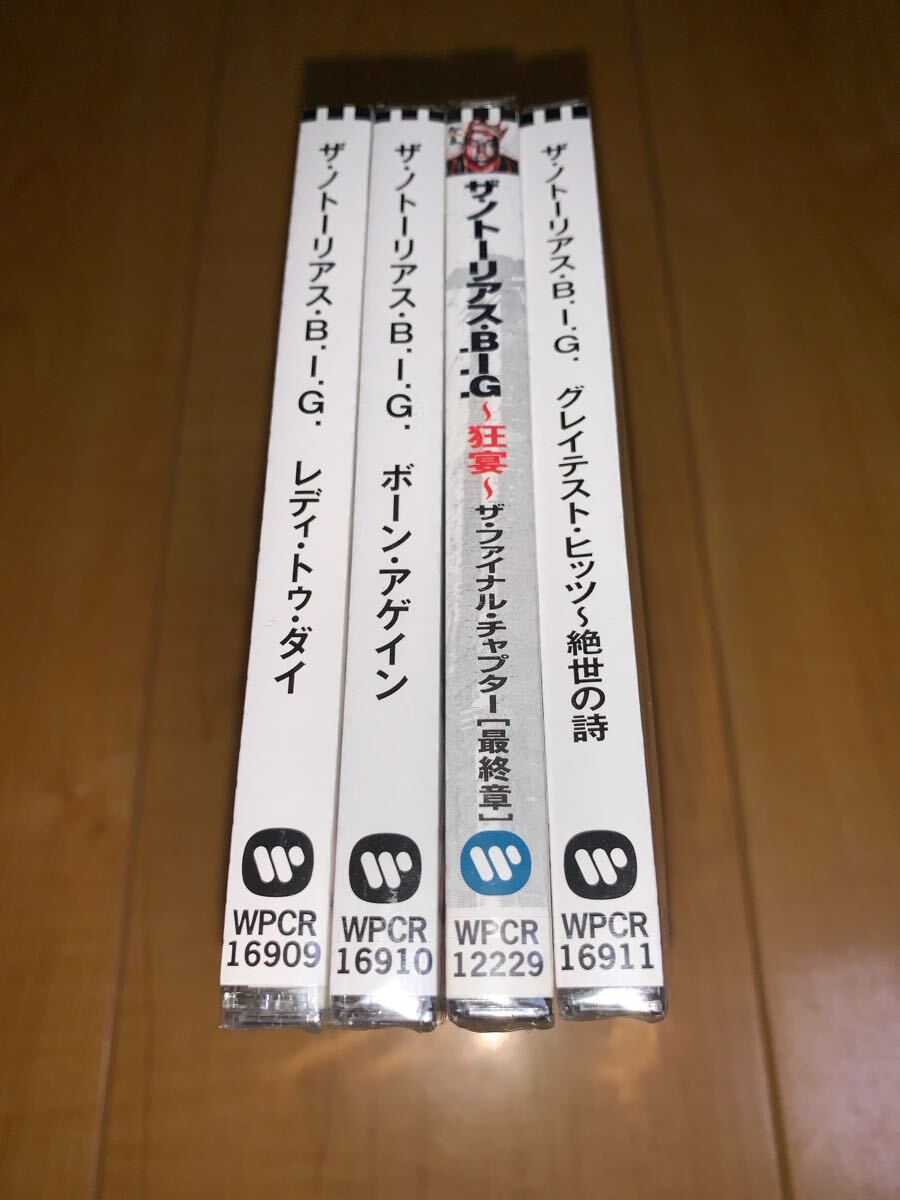 ザ・ノトーリアス・B.I.G. レディ・トゥ・ダイ
WPCR
16909
ザ・ノトーリアス・B.I.G. ボーン・アゲイン
WPCR
16910
ザ・ノトーリアス・B.I.G. ～狂宴～ ザ・ファイナル・チャプター[最終章]
WPCR
12229
ザ・ノトーリアス・B.I.G. グレイテスト・ヒッツ～絶世の詩
WPCR
16911